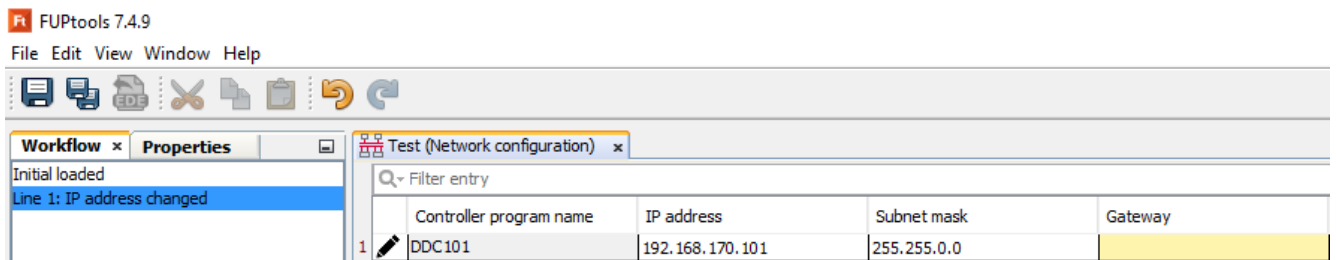 Ft FUPtools 7.4.9
File Edit View Window Help
EDE
Workflow × Properties
Test (Network configuration) ×
Initial loaded
Line 1: IP address changed
Filter entry
Controller program name IP address Subnet mask Gateway
1 DDC101 192.168.170.101 255.255.0.0